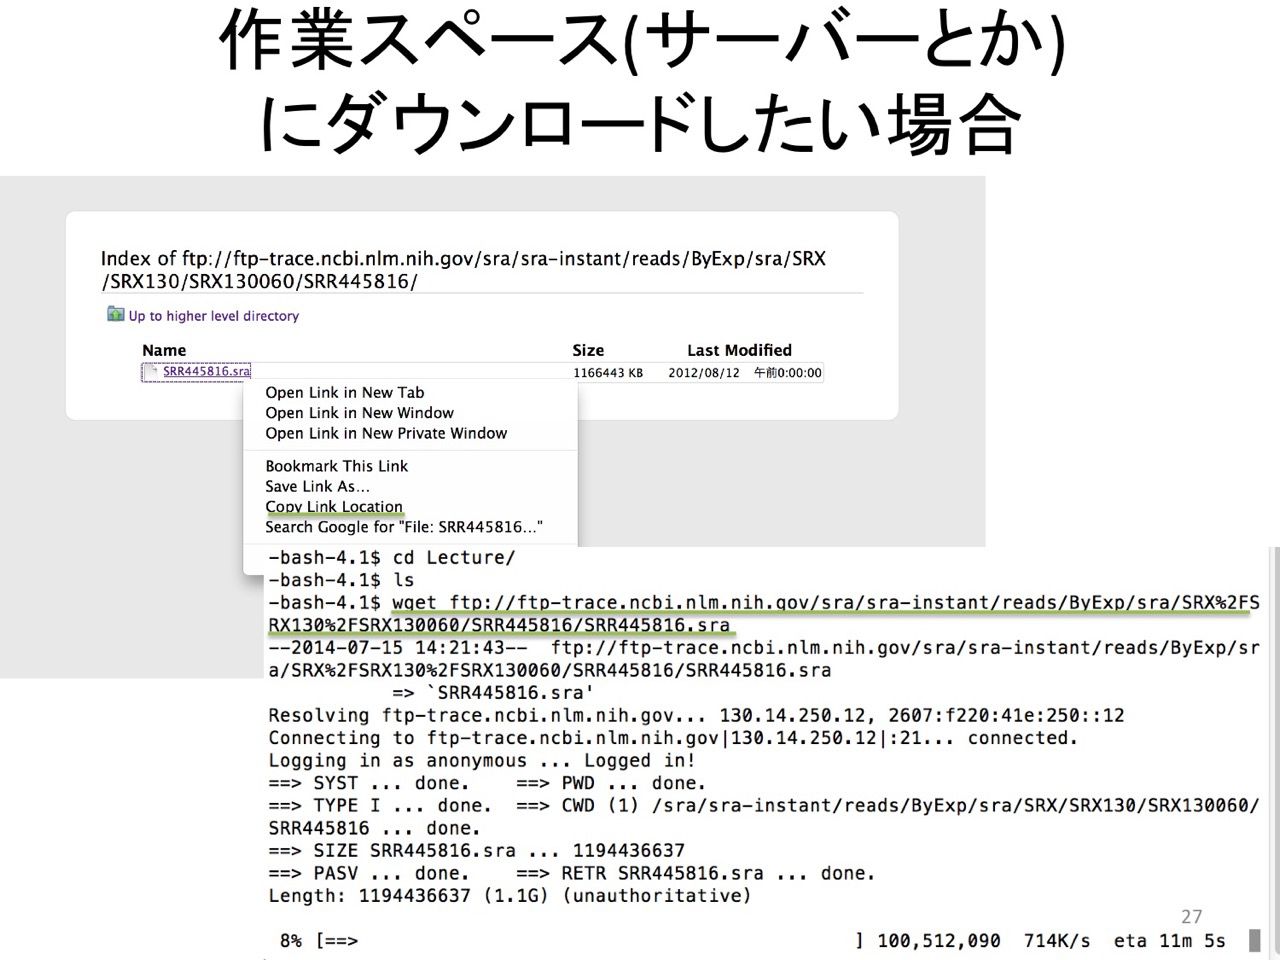 作業スペース(サーバーとか)
にダウンロードしたい場合
Index of ftp://ftp-trace.ncbi.nlm.nih.gov/sra/sra-instant/reads/ByExp/sra/SRX
/SRX130/SRX130060/SRR445816/
Up to higher level directory
Name Size Last Modified
SRR445816.sra 1166443 KB 2012/08/12 午前0:00:00
Open Link in New Tab
Open Link in New Window
Open Link in New Private Window
Bookmark This Link
Save Link As...
Copy Link Location
Search Google for "File: SRR445816..."
-bash-4.1$ cd Lecture/
-bash-4.1$ ls
-bash-4.1$ wget ftp://ftp-trace.ncbi.nlm.nih.gov/sra/sra-instant/reads/ByExp/sra/SRX%2FS
RX130%2FSRX130060/SRR445816/SRR445816.sra
--2014-07-15 14:21:43--  ftp://ftp-trace.ncbi.nlm.nih.gov/sra/sra-instant/reads/ByExp/sr
a/SRX%2FSRX130%2FSRX130060/SRR445816/SRR445816.sra
=> `SRR445816.sra'
Resolving ftp-trace.ncbi.nlm.nih.gov... 130.14.250.12, 2607:f220:41e:250::12
Connecting to ftp-trace.ncbi.nlm.nih.gov|130.14.250.12|:21... connected.
Logging in as anonymous ... Logged in!
==> SYST ... done.    ==> PWD ... done.
==> TYPE I ... done.  ==> CWD (1) /sra/sra-instant/reads/ByExp/sra/SRX/SRX130/SRX130060/
SRR445816 ... done.
==> SIZE SRR445816.sra ... 1194436637
==> PASV ... done.    ==> RETR SRR445816.sra ... done.
Length: 1194436637 (1.1G) (unauthoritative)
27
8% [==> ] 100,512,090  714K/s  eta 11m 5s